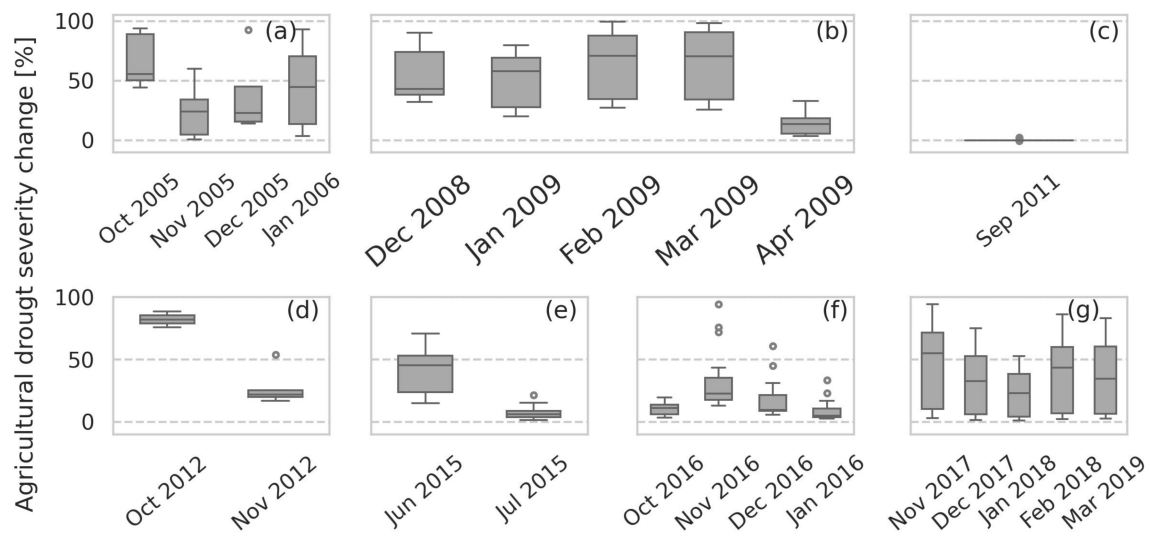 Agricultural drougt severity change [%]
100
50
0
(a)
(b)
(c)
Oct 2005
Nov 2005
Dec 2005
Jan 2006
Dec 2008
Jan 2009
Feb 2009
Mar 2009
Apr 2009
Sep 2011
100
50
0
(d)
(e)
(f)
(g)
Oct 2012
Nov 2012
Jun 2015
Jul 2015
Oct 2016
Nov 2016
Dec 2016
Jan 2016
Nov 2017
Dec 2017
Jan 2018
Feb 2018
Mar 2019